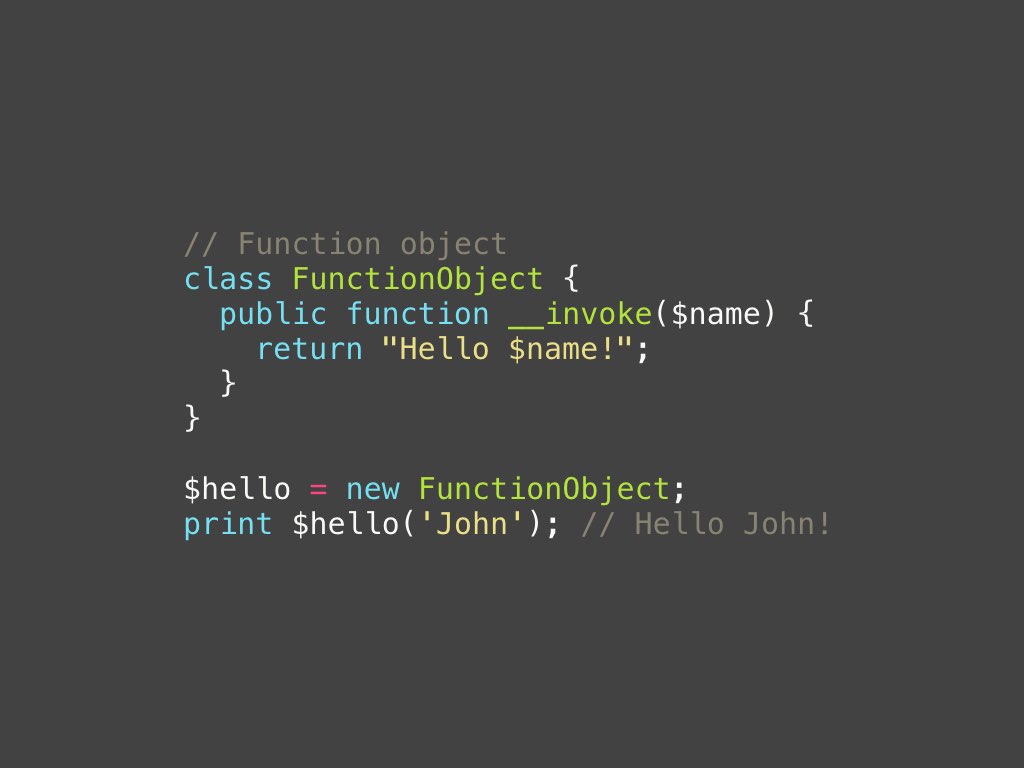 // Function object
class FunctionObject {
  public function __invoke($name) {
    return "Hello $name!";
  }
}

$hello = new FunctionObject;
print $hello('John'); // Hello John!